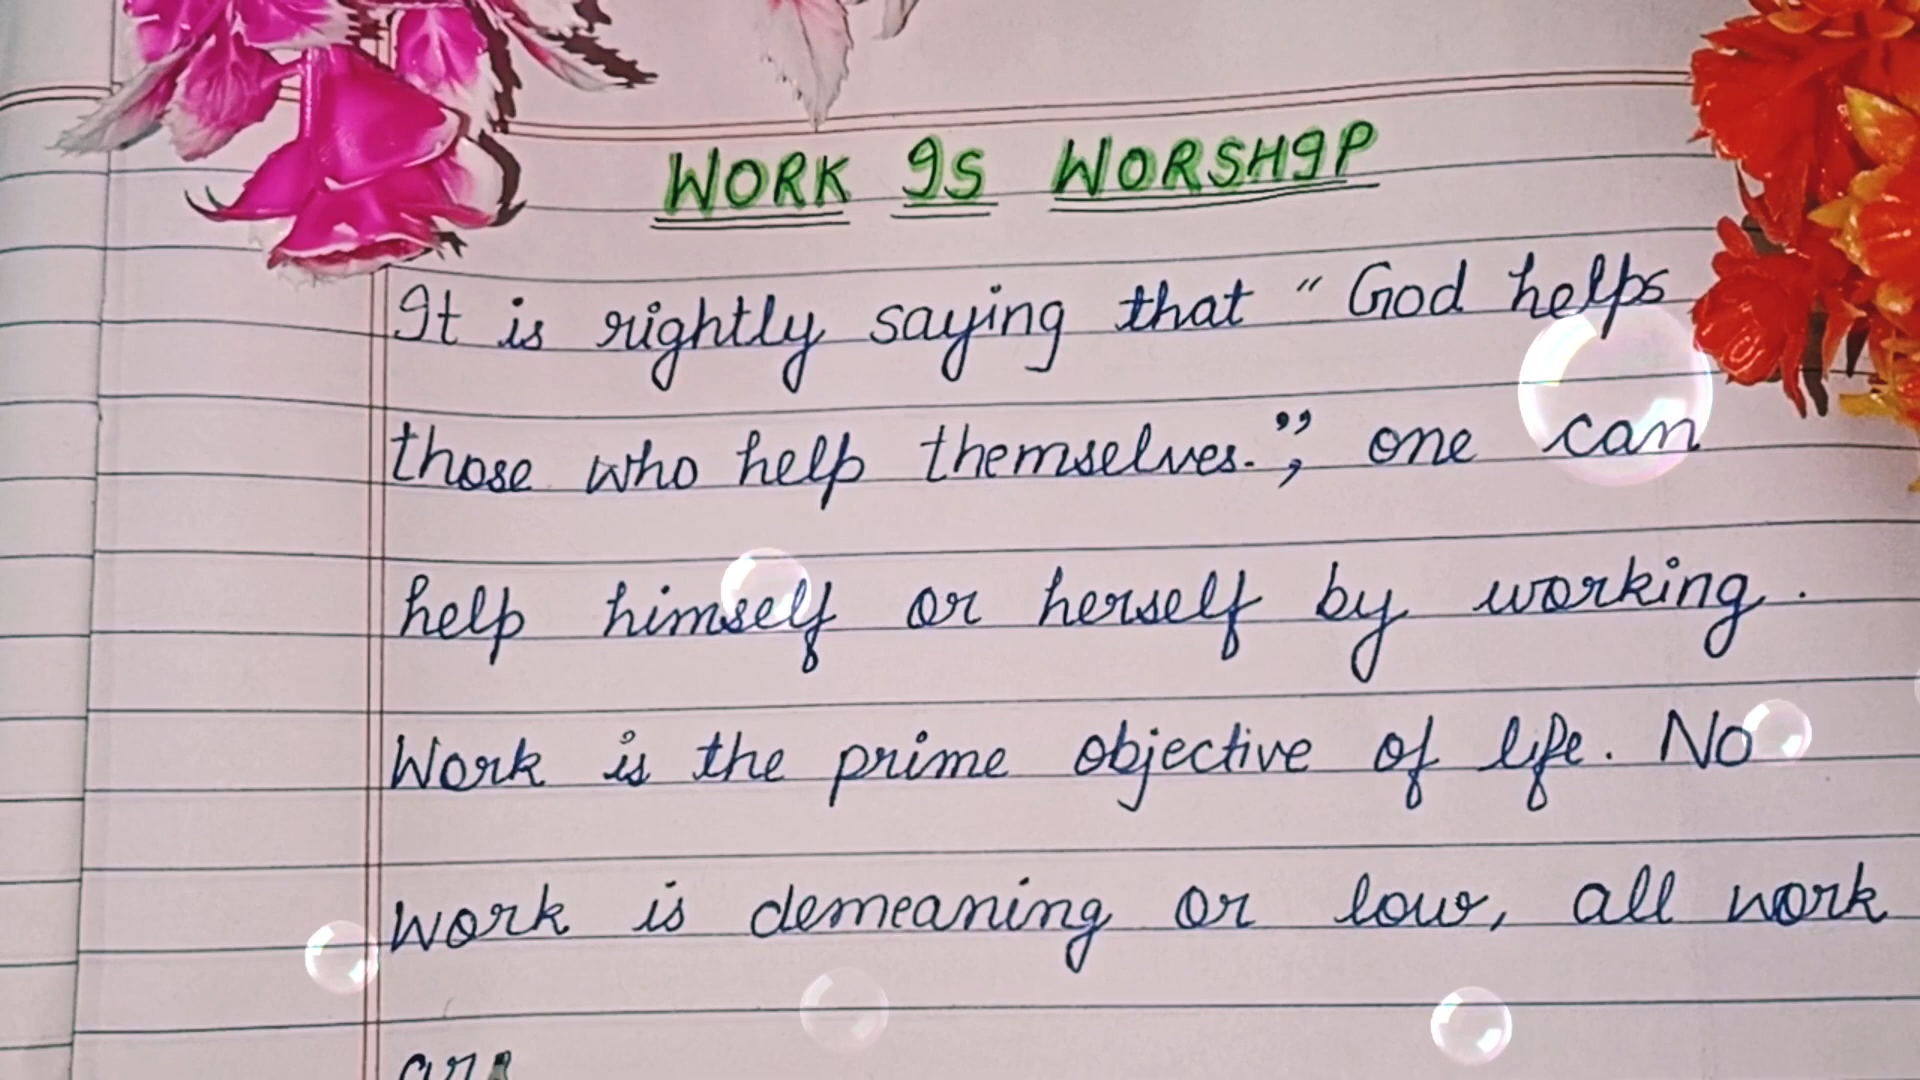 WORK IS WORSHIP
It is rightly saying that "God helps
those who help themselves.”, one can
help himself or herself by working.
Work is the prime objective of life. No
work is demeaning or low, all work